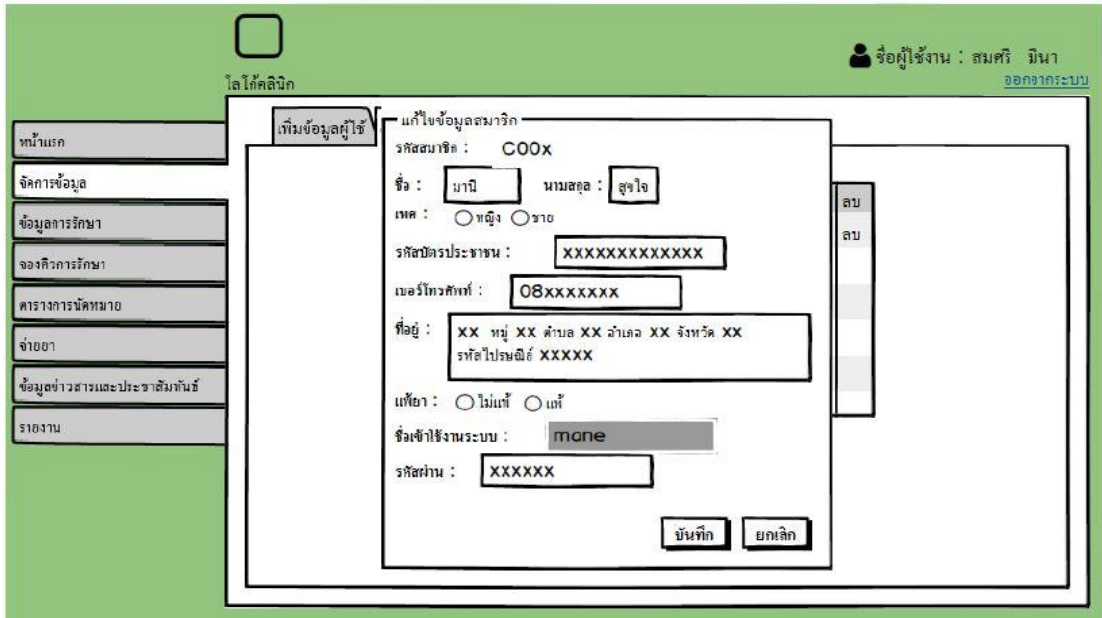 ชื่อผู้ใช้งาน : สมศรี มีนา
ออกจากระบบ
โลโก้คลินิก
หน้าแรก
จัดการข้อมูล
ข้อมูลการรักษา
จองคิวการรักษา
ตารางการนัดหมาย
จ่ายยา
ข้อมูลข่าวสารและประชาสัมพันธ์
รายงาน
เพิ่มข้อมูลผู้ใช้
แก้ไขข้อมูลสมาชิก
รหัสสมาชิก : C00x
ชื่อ : มานี นามสกุล : สุขใจ
เพศ : หญิง ชาย
รหัสบัตรประชาชน : xxxxxxxxxxxxx
เบอร์โทรศัพท์ : 08xxxxxxx
ที่อยู่ : xx หมู่ xx ตำบล xx อำเภอ xx จังหวัด xx
รหัสไปรษณีย์ xxxxx
แพ้ยา : ไม่แพ้ แพ้
ชื่อเข้าใช้งานระบบ : mane
รหัสผ่าน : xxxxxx
บันทึก ยกเลิก
ลบ
ลบ